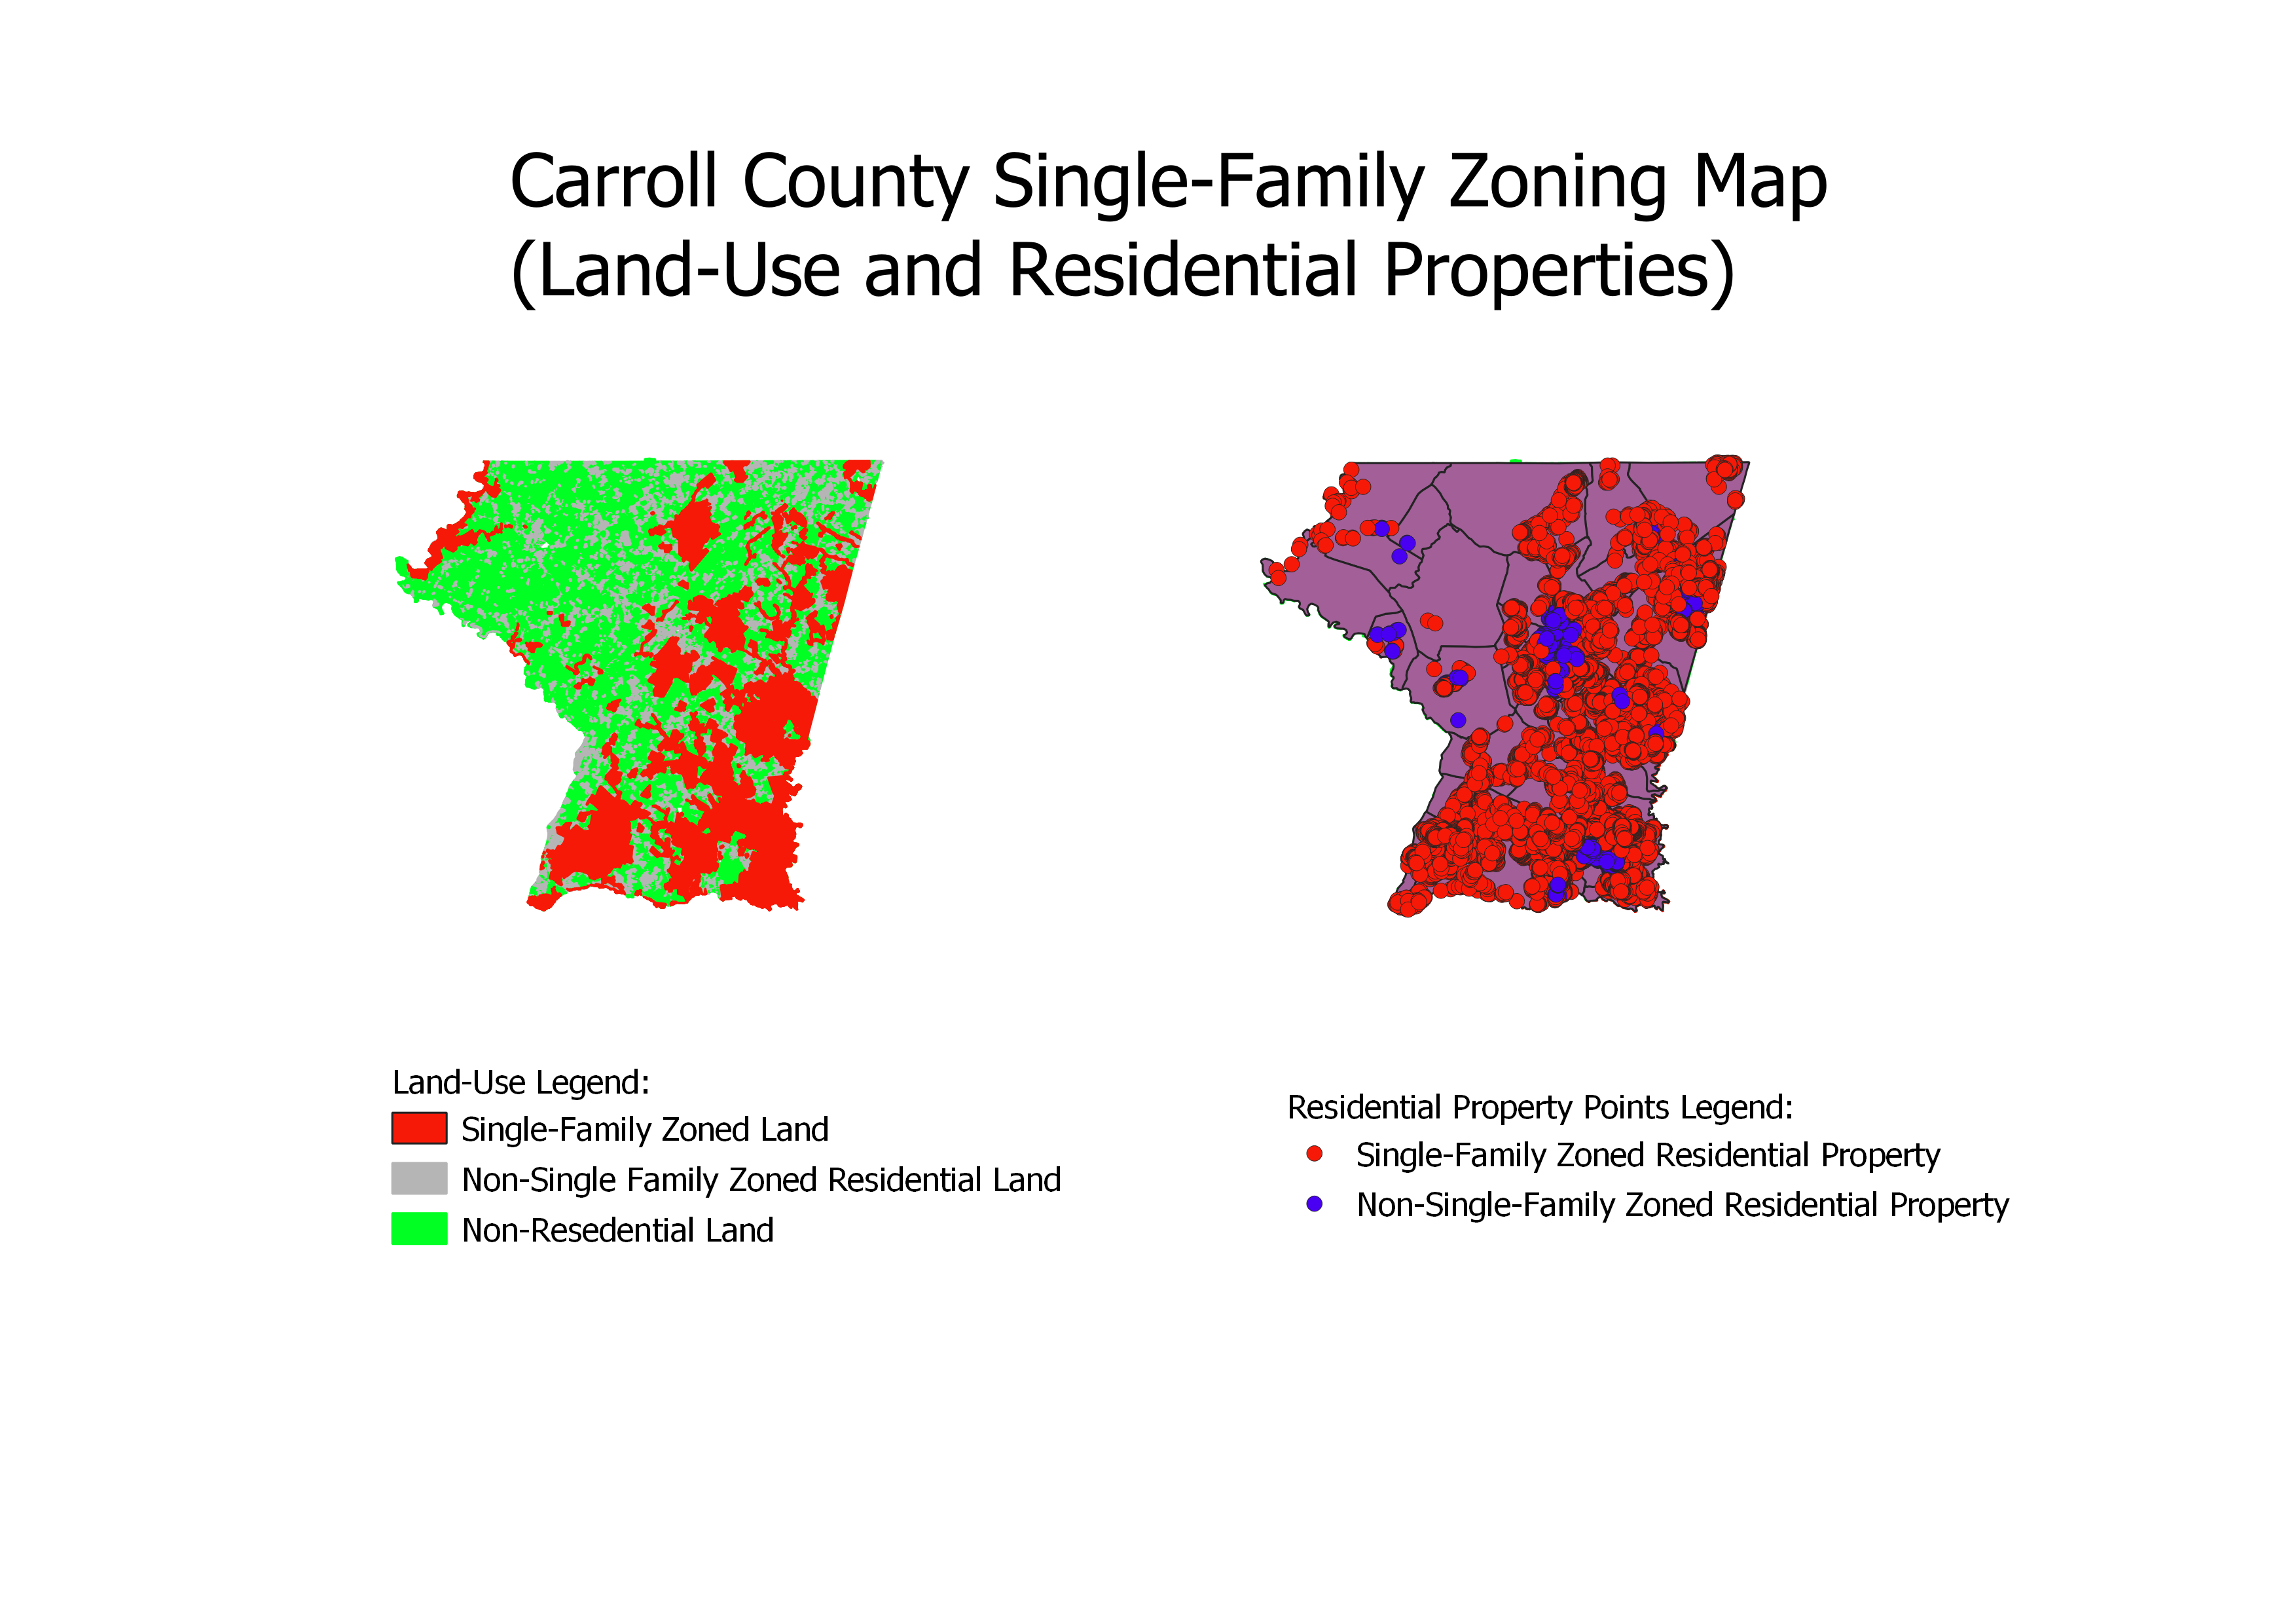 Carroll County Single-Family Zoning Map
(Land-Use and Residential Properties)
Land-Use Legend:
Single-Family Zoned Land
Non-Single Family Zoned Residential Land
Non-Resedential Land
Residential Property Points Legend:
Single-Family Zoned Residential Property
Non-Single-Family Zoned Residential Property